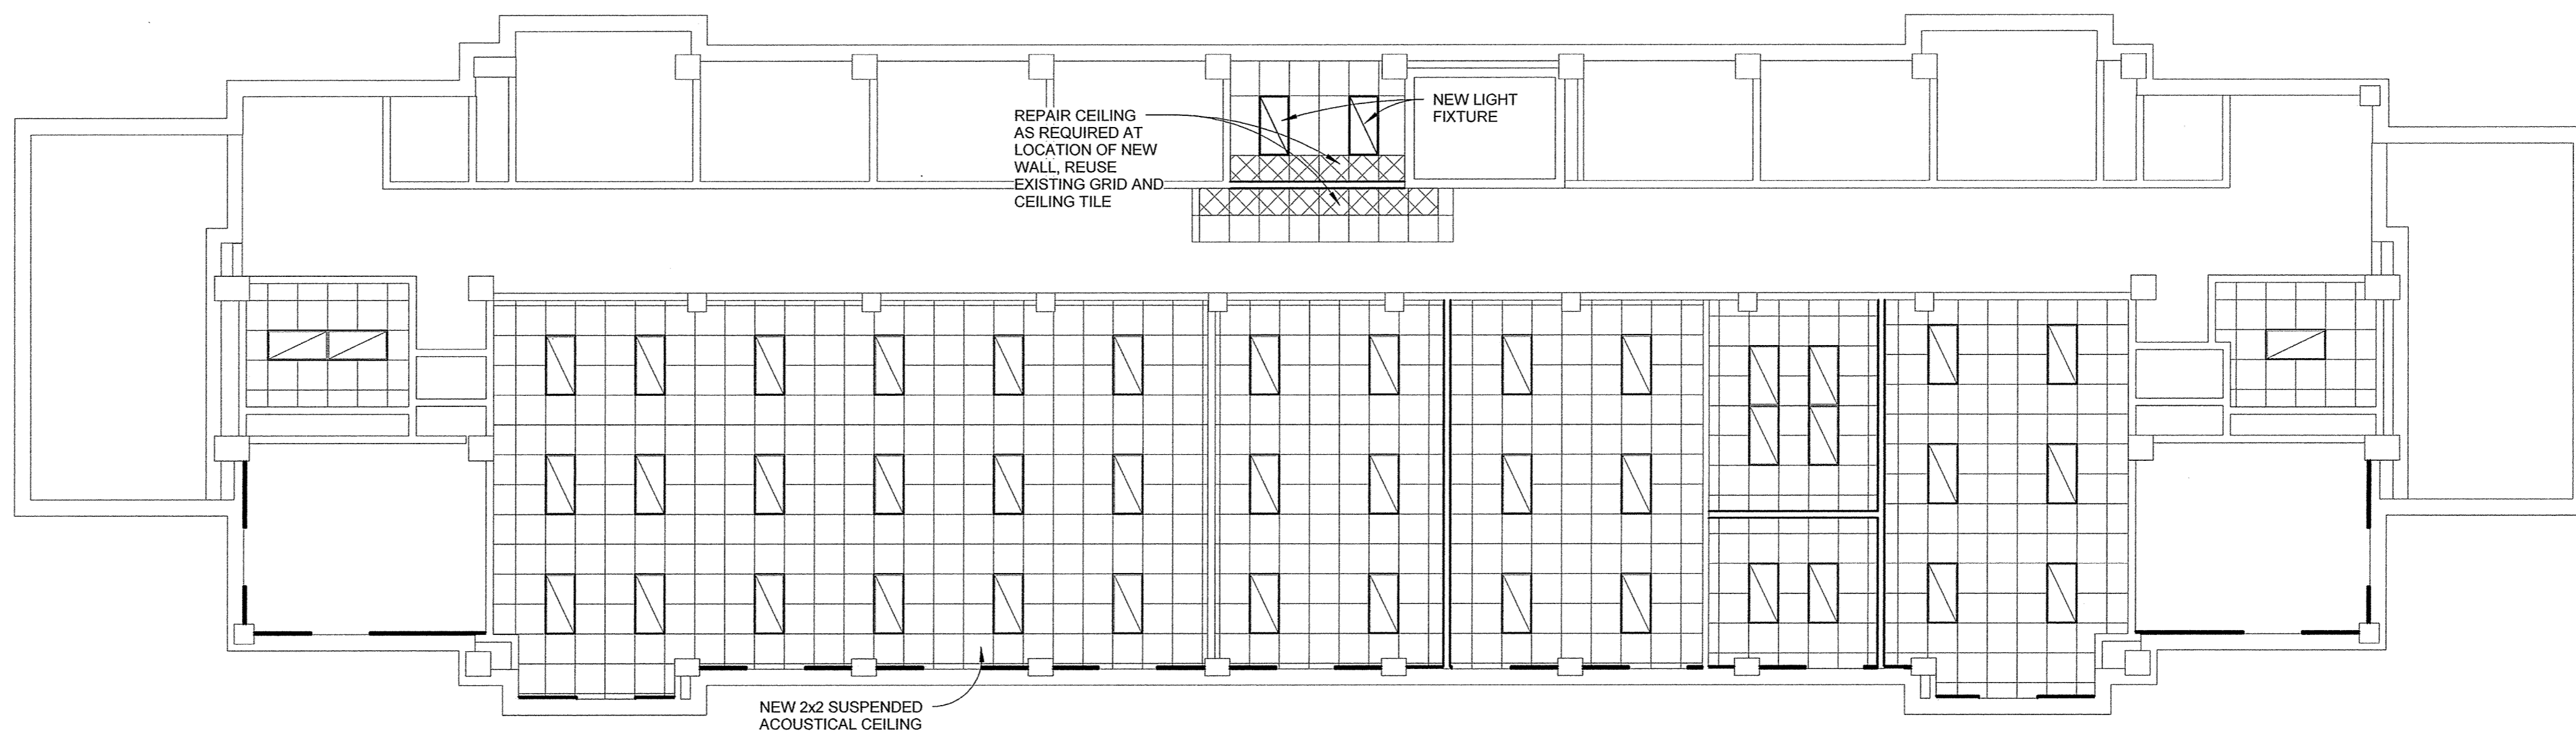 REPAIR CEILING
AS REQUIRED AT
LOCATION OF NEW
WALL, REUSE
EXISTING GRID AND
CEILING TILE
NEW LIGHT
FIXTURE
NEW 2x2 SUSPENDED
ACOUSTICAL CEILING